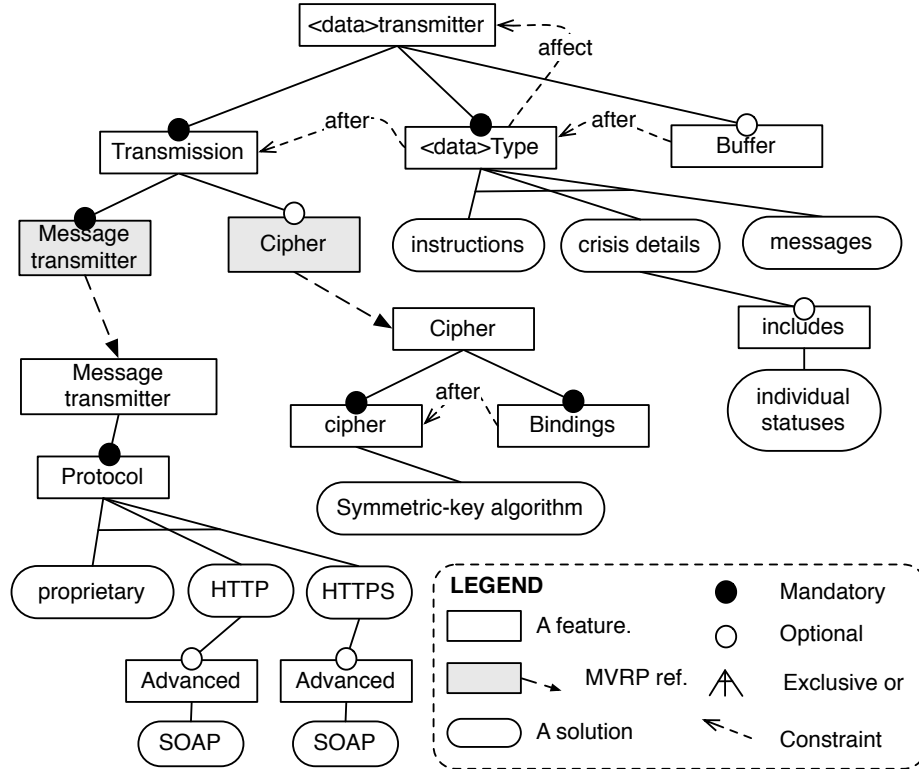 <data>transmitter
affect
after
after
Transmission
<data>Type
Buffer
Message
transmitter
Cipher
instructions
crisis details
messages
Cipher
includes
Message
transmitter
after
cipher
Bindings
individual
statuses
Protocol
Symmetric-key algorithm
proprietary
HTTP
HTTPS
Advanced
Advanced
SOAP
SOAP
LEGEND
Mandatory
A feature.
Optional
MVRP ref.
Exclusive or
A solution
Constraint